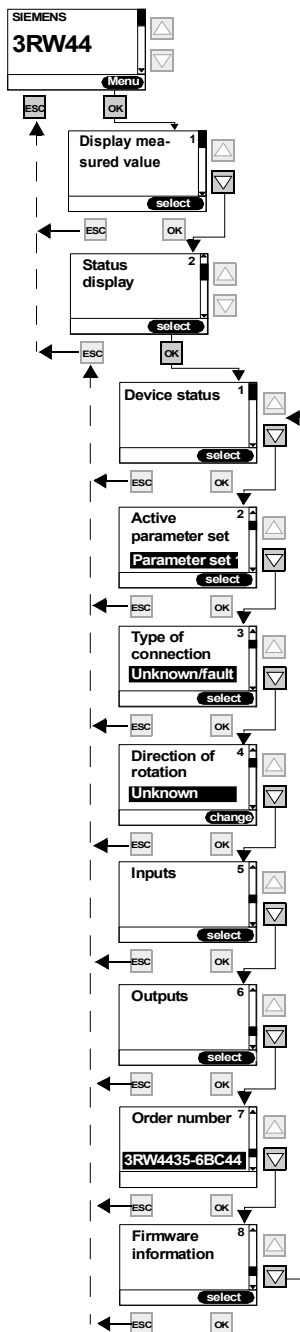 SIEMENS
3RW44
Menu
ESC OK
Display mea- 1
sured value
select
ESC OK
Status 2
display
select
ESC OK
Device status 1
select
ESC OK
Active 2
parameter set
Parameter set 1
select
ESC OK
Type of 3
connection
Unknown/fault
select
ESC OK
Direction of 4
rotation
Unknown
change
ESC OK
Inputs 5
select
ESC OK
Outputs 6
select
ESC OK
Order number 7
3RW4435-6BC44
ESC OK
Firmware 8
information
select
ESC OK